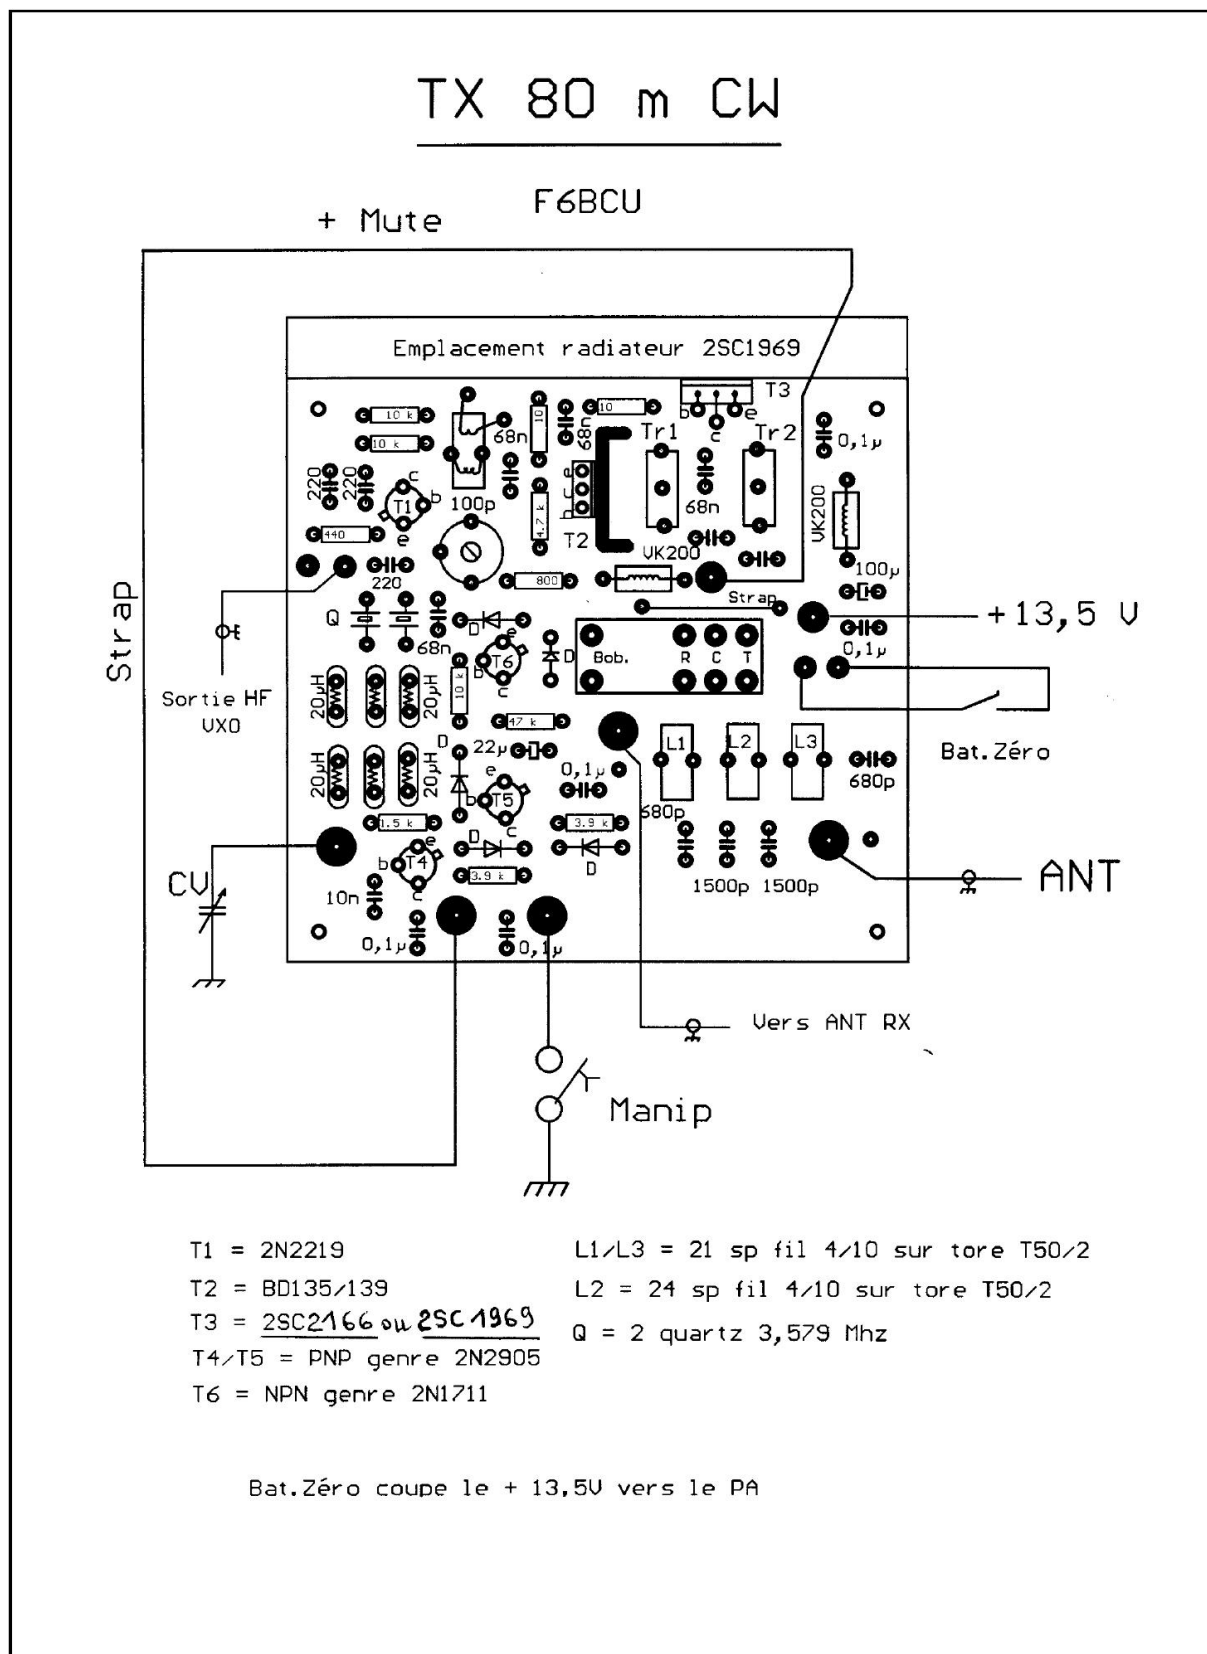 TX 80 m CW
F6BCU
+ Mute
Emplacement radiateur 2SC1969
T3
b
e
c
10 k
10 k
68n
10
68n
10
Tr1
Tr2
0,1µ
220
220
c
b
T1
e
100p
4.7 k
e
c
b
T2
68n
VK200
440
VK200
100µ
220
800
Strap
+13,5 V
Q
68n
D
e
T6
b
c
D
Bob.
R
C
T
0,1µ
Strap
Sortie HF
VXO
20µH
20µH
10 k
47 k
D
22µ
L1
L2
L3
Bat.Zéro
20µH
20µH
e
b
T5
c
0,1µ
680p
680p
1.5 k
3.9 k
e
b
T4
c
D
D
3.9 k
1500p
1500p
ANT
CV
10n
0,1µ
0,1µ
Vers ANT RX
Manip
T1 = 2N2219
T2 = BD135/139
T3 = 2SC2166 ou 2SC1969
T4/T5 = PNP genre 2N2905
T6 = NPN genre 2N1711
L1/L3 = 21 sp fil 4/10 sur tore T50/2
L2 = 24 sp fil 4/10 sur tore T50/2
Q = 2 quartz 3,579 Mhz
Bat.Zéro coupe le + 13,5V vers le PA